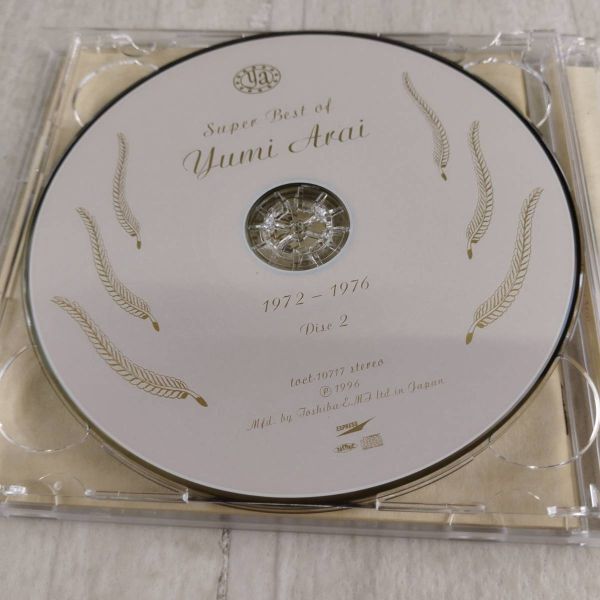 ya
Super Best of
Yumi Arai
1972 - 1976
Disc 2
toct-10717 stereo
℗ 1996
Mfd. by Toshiba-EMI ltd. in Japan
EXPRESS